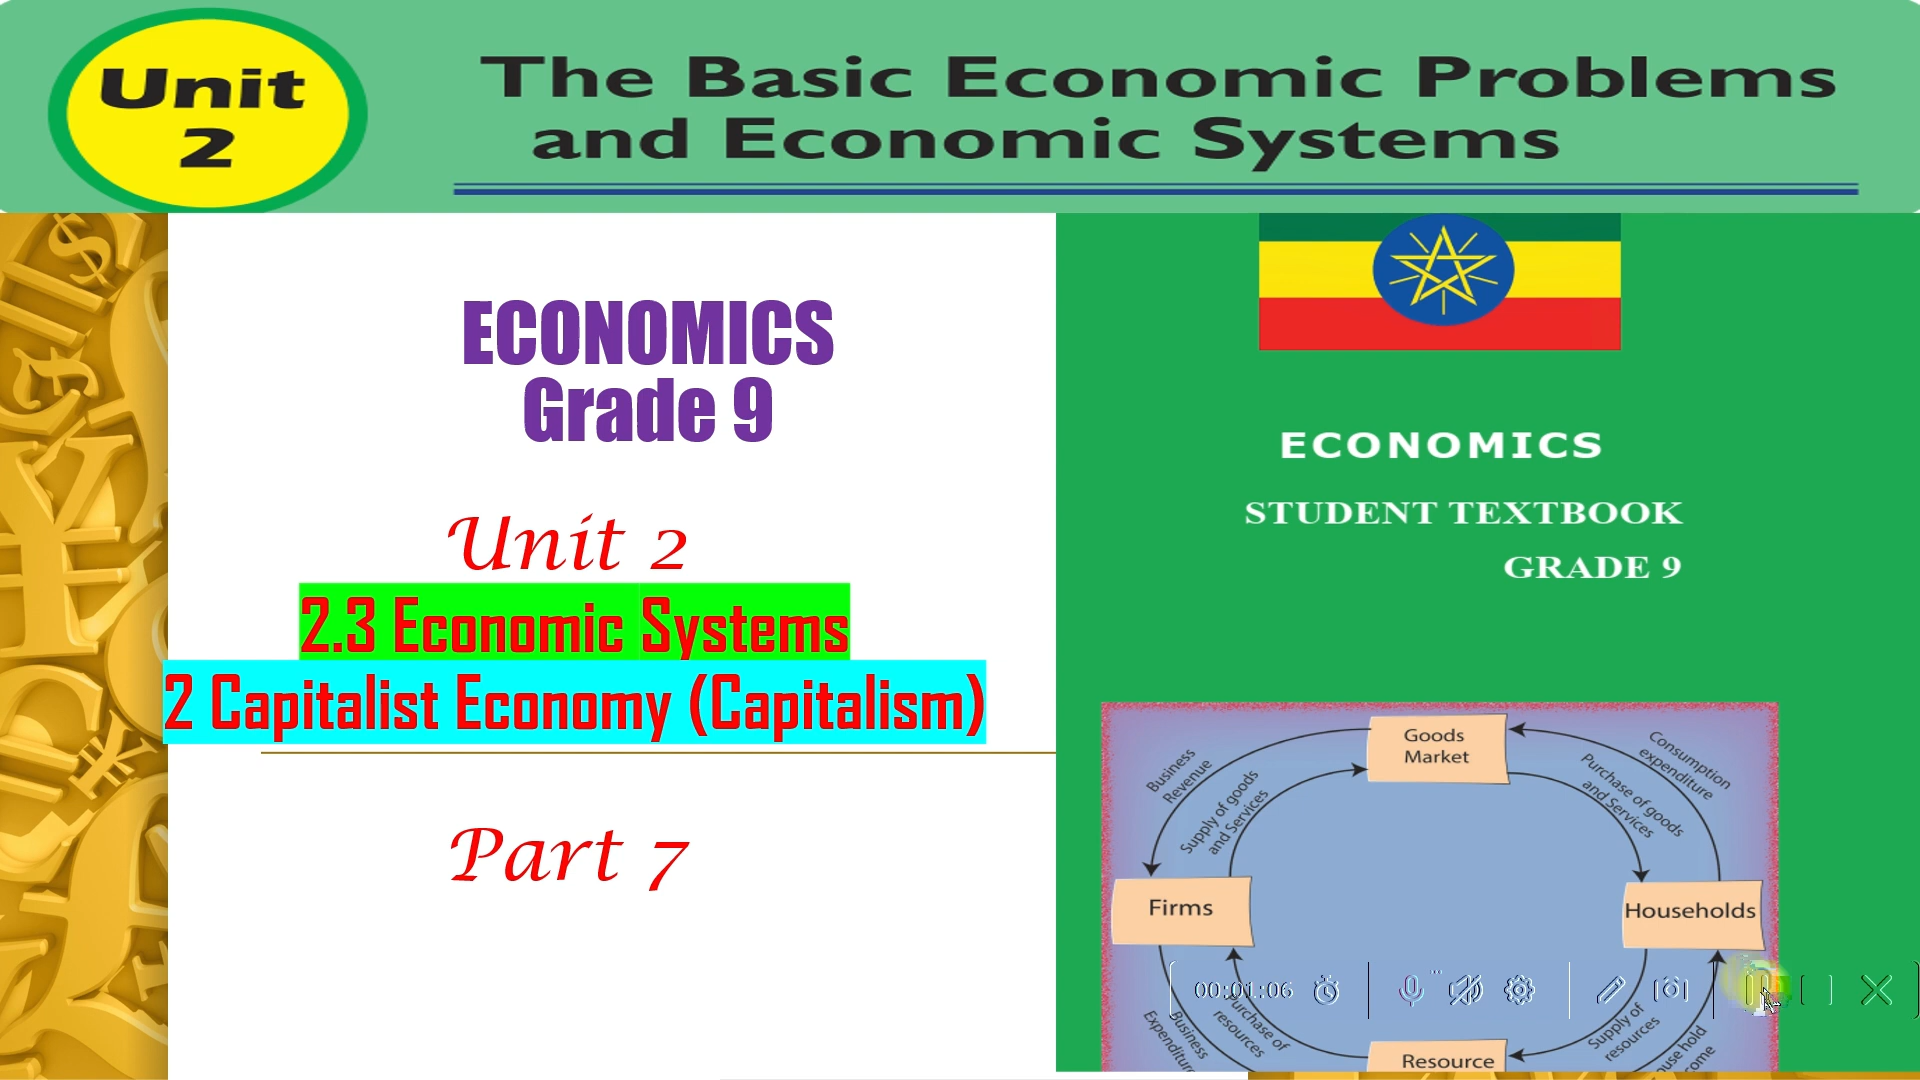 Unit
2
The Basic Economic Problems
and Economic Systems
ECONOMICS
Grade 9
Unit 2
2.3 Economic Systems
2 Capitalist Economy (Capitalism)
Part 7
ECONOMICS
STUDENT TEXTBOOK
GRADE 9
Goods
Market
Business
Revenue
Supply of goods
and Services
Consumption
expenditure
Purchase of goods
and Services
Firms
Households
00:01:06
Business
Expenditure
Purchase of
resources
Supply of
resources
Resource